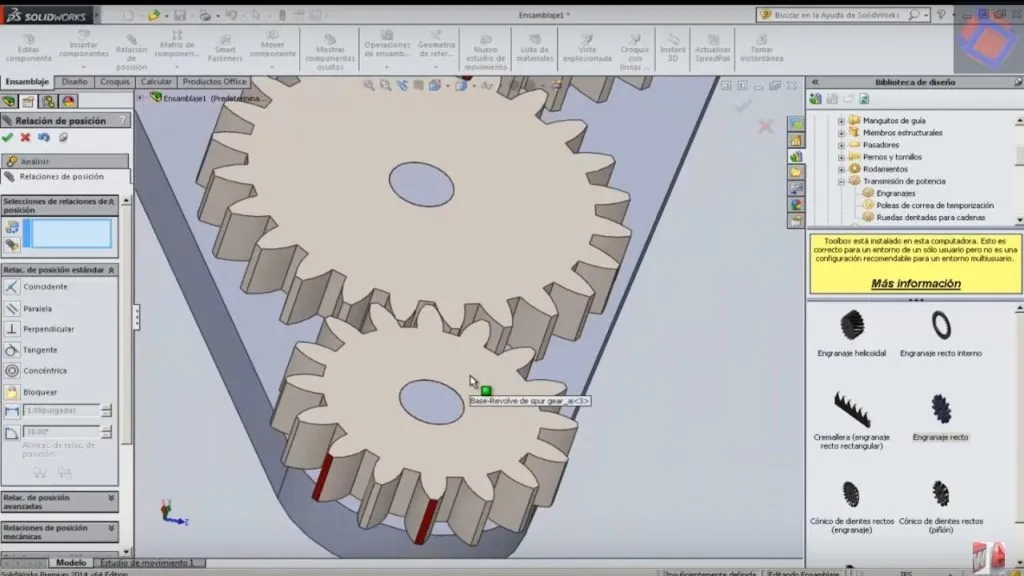 SOLIDWORKS
Ensamblaje1 *
Buscar en la Ayuda de SolidWorks
Editar componente
Insertar componentes
Relación de posición
Matriz de componen...
Smart Fasteners
Mover componente
Mostrar componentes ocultos
Operaciones de ensamb...
Geometría de refer...
Nuevo estudio de movimiento
Lista de materiales
Vista explosionada
Croquis con líneas ...
Instant 3D
Actualizar SpeedPak
Tomar instantánea
Ensamblaje
Diseño
Croquis
Calcular
Productos Office
Ensamblaje1 (Predetermina...
Relación de posición
?
Análisis
Relaciones de posición
Selecciones de relaciones de
posición
Relac. de posición estándar
Coincidente
Paralela
Perpendicular
Tangente
Concéntrica
Bloquear
1.00pulgadas
30.00°
Alineac. de relac. de
posición:
Relac. de posición
avanzadas
Relaciones de posición
mecánicas
Base-Revolve de spur gear_ai<3>
Biblioteca de diseño
Manguitos de guía
Miembros estructurales
Pasadores
Pernos y tornillos
Rodamientos
Transmisión de potencia
Engranajes
Poleas de correa de temporización
Ruedas dentadas para cadenas
Toolbox está instalado en esta computadora. Esto es
correcto para un entorno de un sólo usuario pero no es una
configuración recomendable para un entorno multiusuario.
Más información
Engranaje helicoidal
Engranaje recto interno
Cremallera (engranaje
recto rectangular)
Engranaje recto
Cónico de dientes rectos
(engranaje)
Cónico de dientes rectos
(piñón)
Modelo
Estudio de movimiento 1
SolidWorks Premium 2014 x64 Edition
Insuficientemente definida
Editando Ensamblaje
IPS